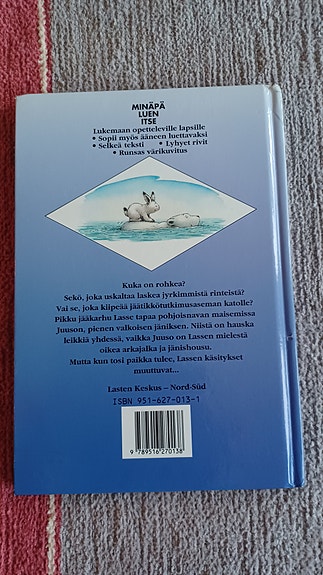 MINÄPÄ
LUEN
ITSE
Lukemaan opetteleville lapsille
• Sopii myös ääneen luettavaksi
• Selkeä teksti • Lyhyet rivit
• Runsas värikuvitus
Kuka on rohkea?
Sekö, joka uskaltaa laskea jyrkimmistä rinteistä?
Vai se, joka kiipeää jäätikkötutkimusaseman katolle?
Pikku jääkarhu Lasse tapaa pohjoisnavan maisemissa
Juuson, pienen valkoisen jäniksen. Niistä on hauska
leikkiä yhdessä, vaikka Juuso on Lassen mielestä
oikea arkajalka ja jänishousu.
Mutta kun tosi paikka tulee, Lassen käsitykset
muuttuvat...
Lasten Keskus – Nord-Süd
ISBN 951-627-013-1
9 789516 270138